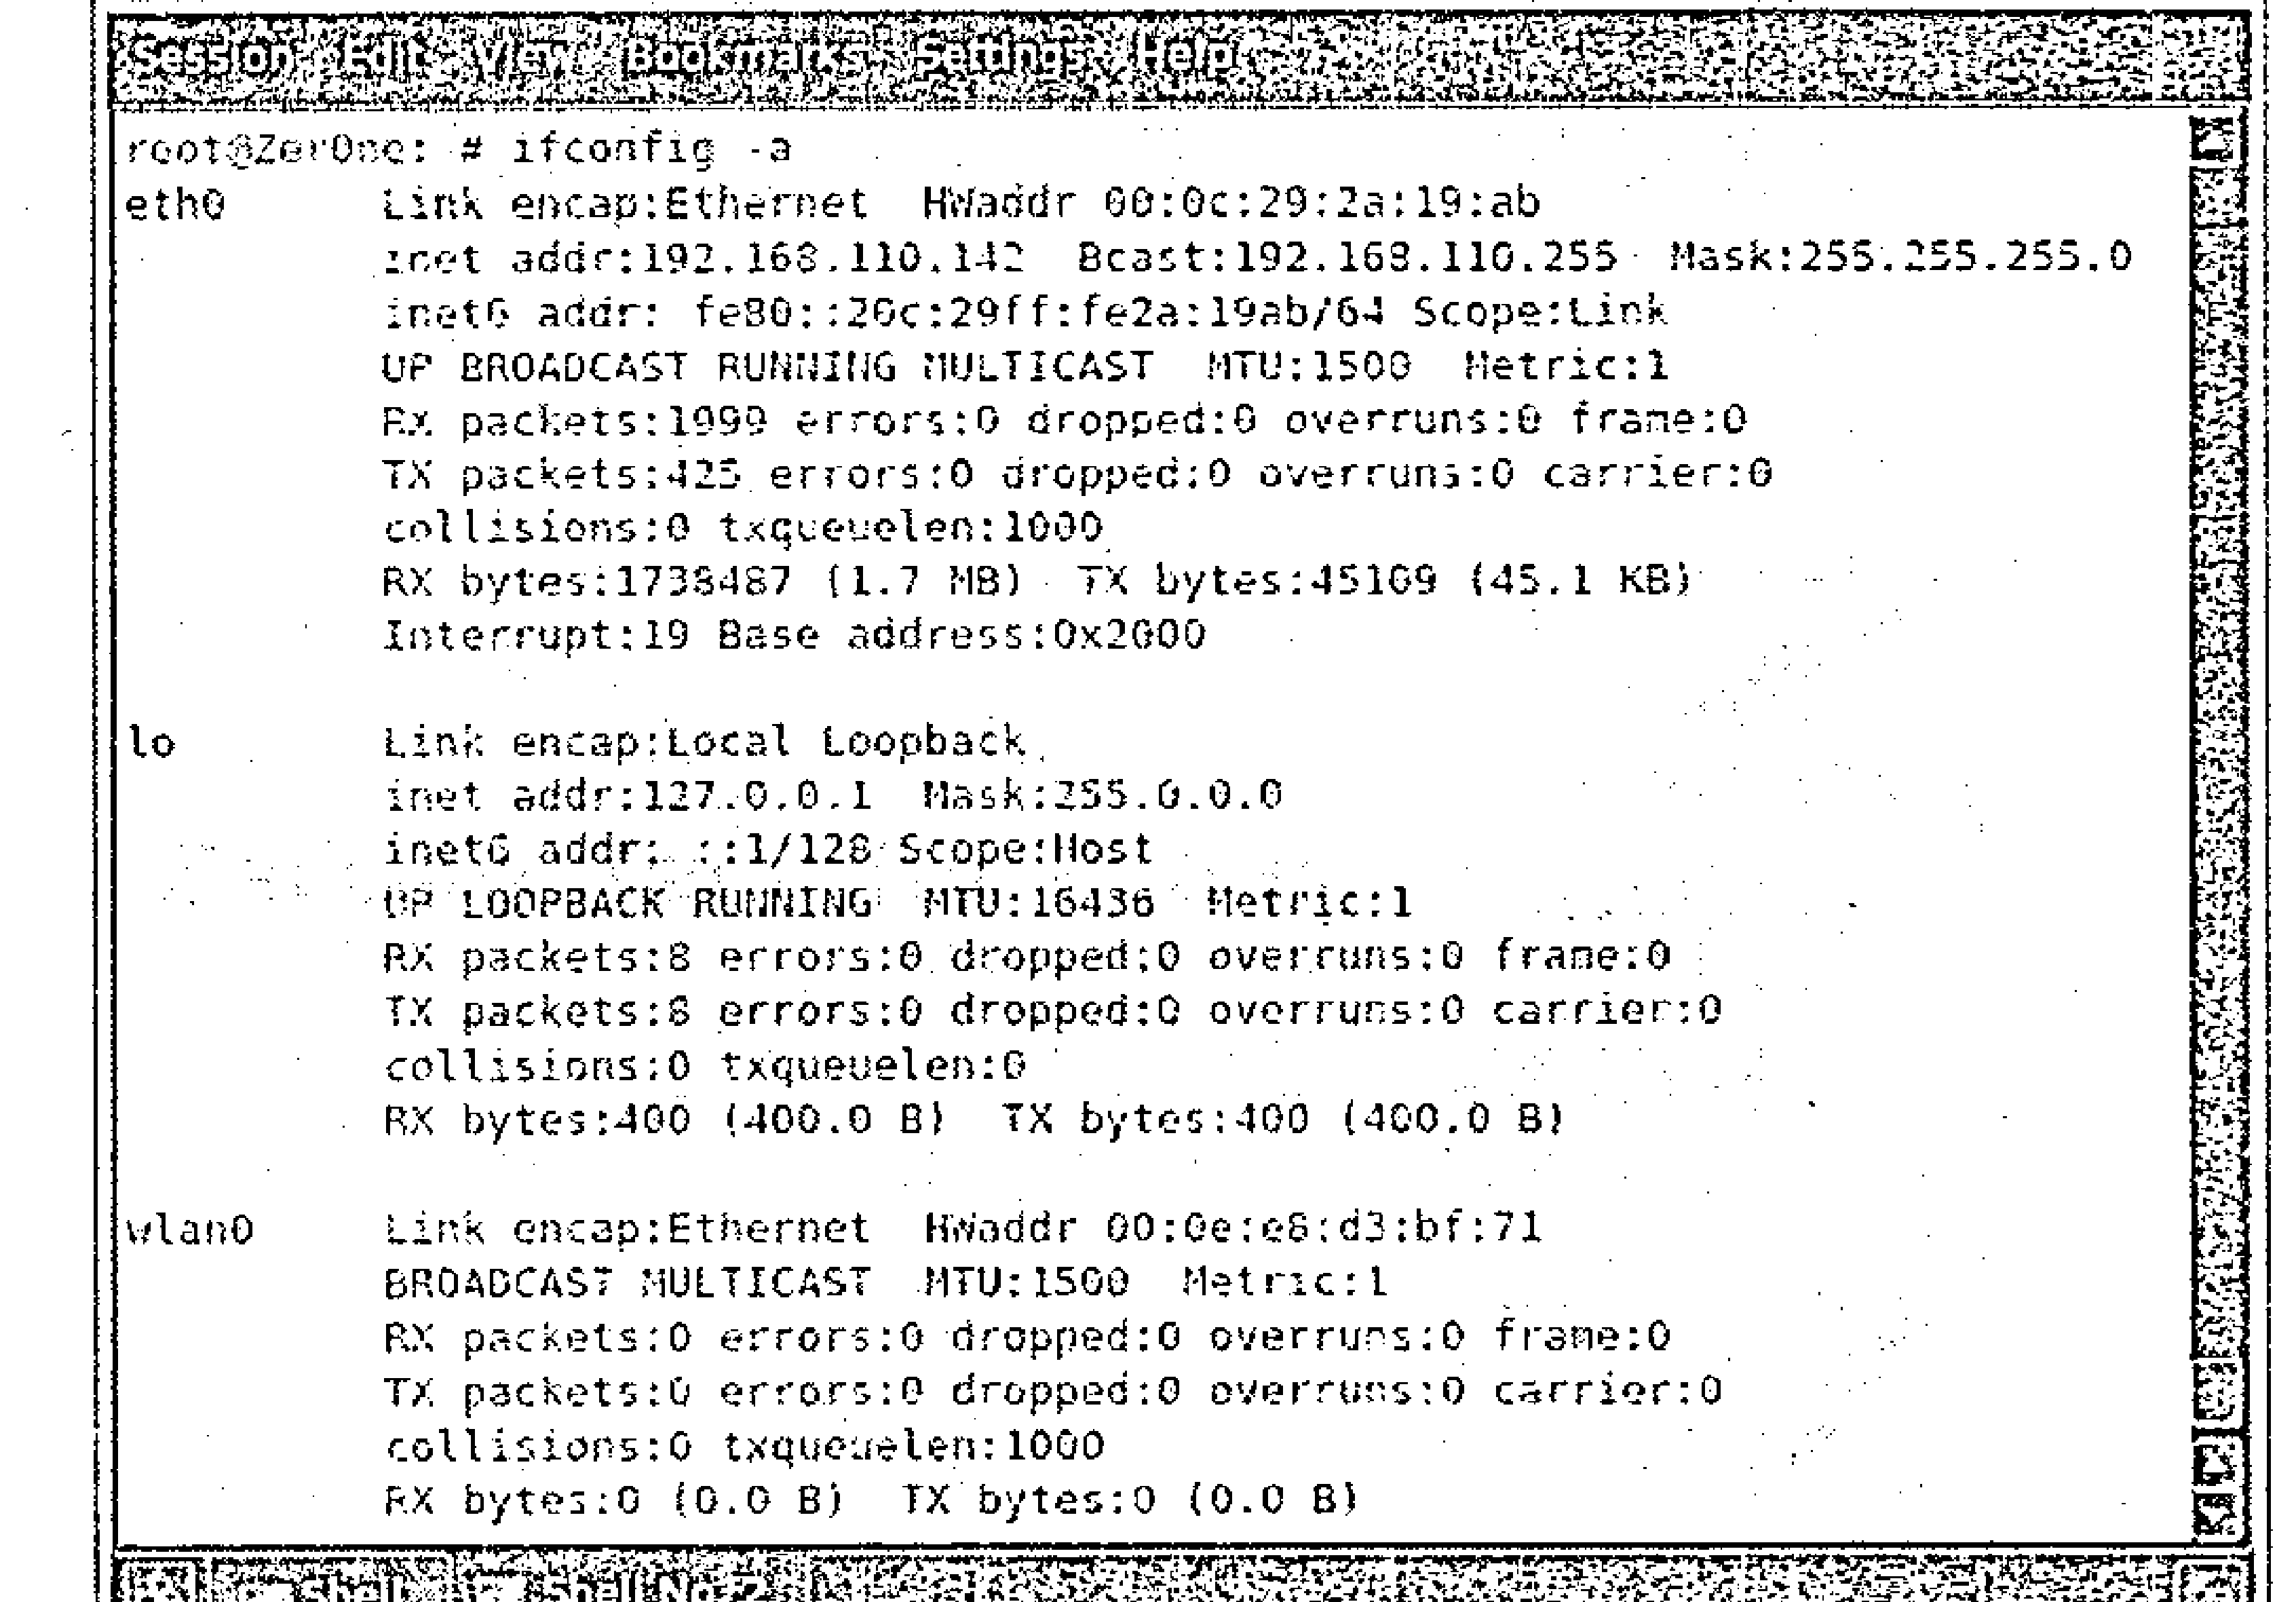 Session Edit View Bookmarks Settings Help
root@ZerOne: # ifconfig -a
eth0 Link encap:Ethernet HWaddr 00:0c:29:2a:19:ab
inet addr:192.168.110.142 Bcast:192.168.110.255 Mask:255.255.255.0
inet6 addr: fe80::20c:29ff:fe2a:19ab/64 Scope:Link
UP BROADCAST RUNNING MULTICAST MTU:1500 Metric:1
RX packets:1999 errors:0 dropped:0 overruns:0 frame:0
TX packets:425 errors:0 dropped:0 overruns:0 carrier:0
collisions:0 txqueuelen:1000
RX bytes:1738487 (1.7 MB) TX bytes:45109 (45.1 KB)
Interrupt:19 Base address:0x2000
lo Link encap:Local Loopback
inet addr:127.0.0.1 Mask:255.0.0.0
inet6 addr: ::1/128 Scope:Host
UP LOOPBACK RUNNING MTU:16436 Metric:1
RX packets:8 errors:0 dropped:0 overruns:0 frame:0
TX packets:8 errors:0 dropped:0 overruns:0 carrier:0
collisions:0 txqueuelen:0
RX bytes:400 (400.0 B) TX bytes:400 (400.0 B)
wlan0 Link encap:Ethernet HWaddr 00:0e:e8:d3:bf:71
BROADCAST MULTICAST MTU:1500 Metric:1
RX packets:0 errors:0 dropped:0 overruns:0 frame:0
TX packets:0 errors:0 dropped:0 overruns:0 carrier:0
collisions:0 txqueuelen:1000
RX bytes:0 (0.0 B) TX bytes:0 (0.0 B)
Shell Shell No. 2